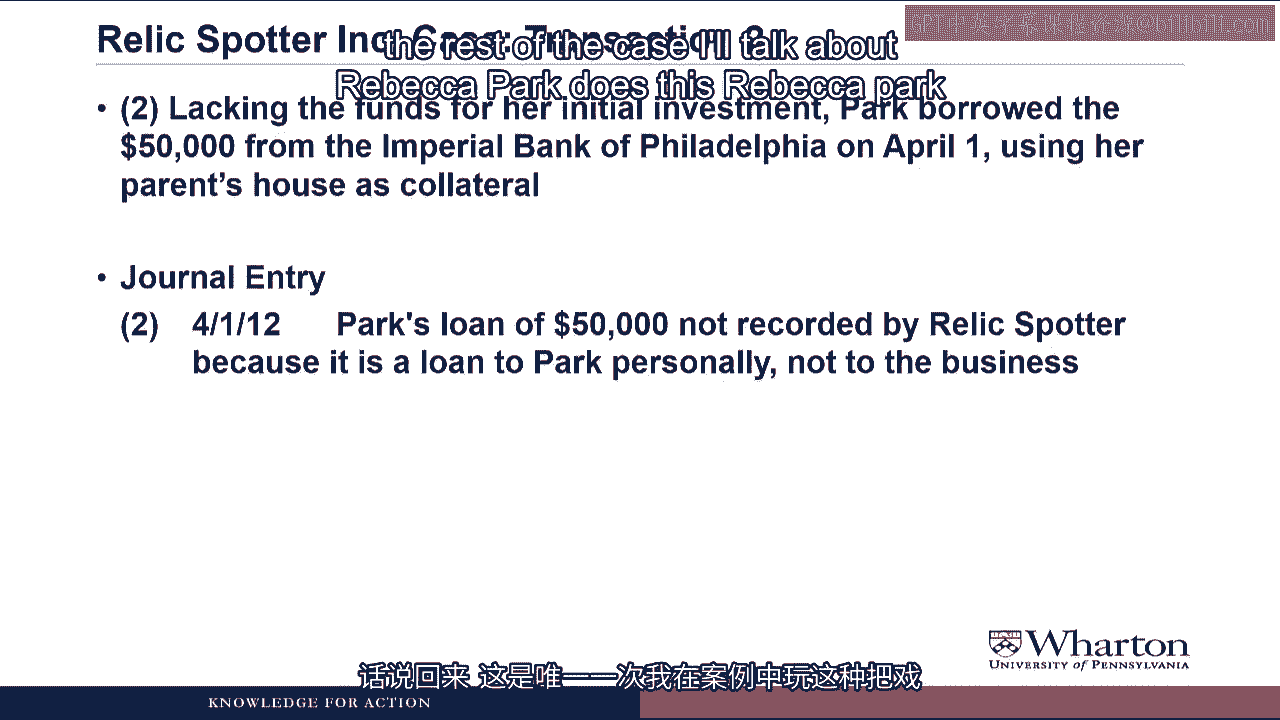 Relic Spotter Inc. Case: Transaction 2
the rest of the case I'll talk about
Rebecca Park does this Rebecca park
• (2) Lacking the funds for her initial investment, Park borrowed the
$50,000 from the Imperial Bank of Philadelphia on April 1, using her
parent's house as collateral
• Journal Entry
(2) 4/1/12 Park's loan of $50,000 not recorded by Relic Spotter
because it is a loan to Park personally, not to the business
Wharton
UNIVERSITY of PENNSYLVANIA
话说回来 这是唯一一次我在案例中玩这种把戏
KNOWLEDGE FOR ACTION